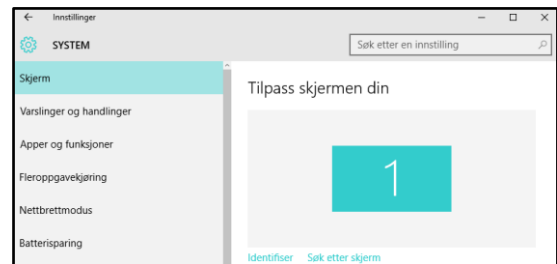 Innstillinger
SYSTEM
Søk etter en innstilling
Skjerm
Varslinger og handlinger
Apper og funksjoner
Fleroppgavekjøring
Nettbrettmodus
Batterisparing
Tilpass skjermen din
1
Identifiser Søk etter skjerm